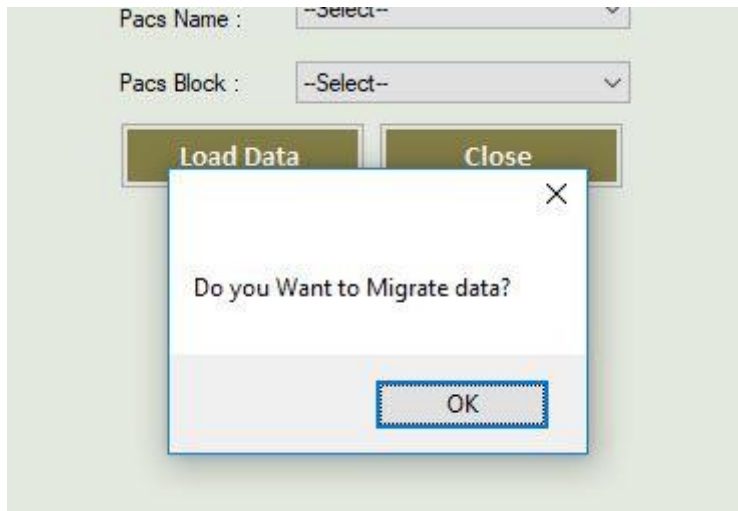 Pacs Name : --Select--
Pacs Block : --Select--
Load Data Close
Do you Want to Migrate data?
OK